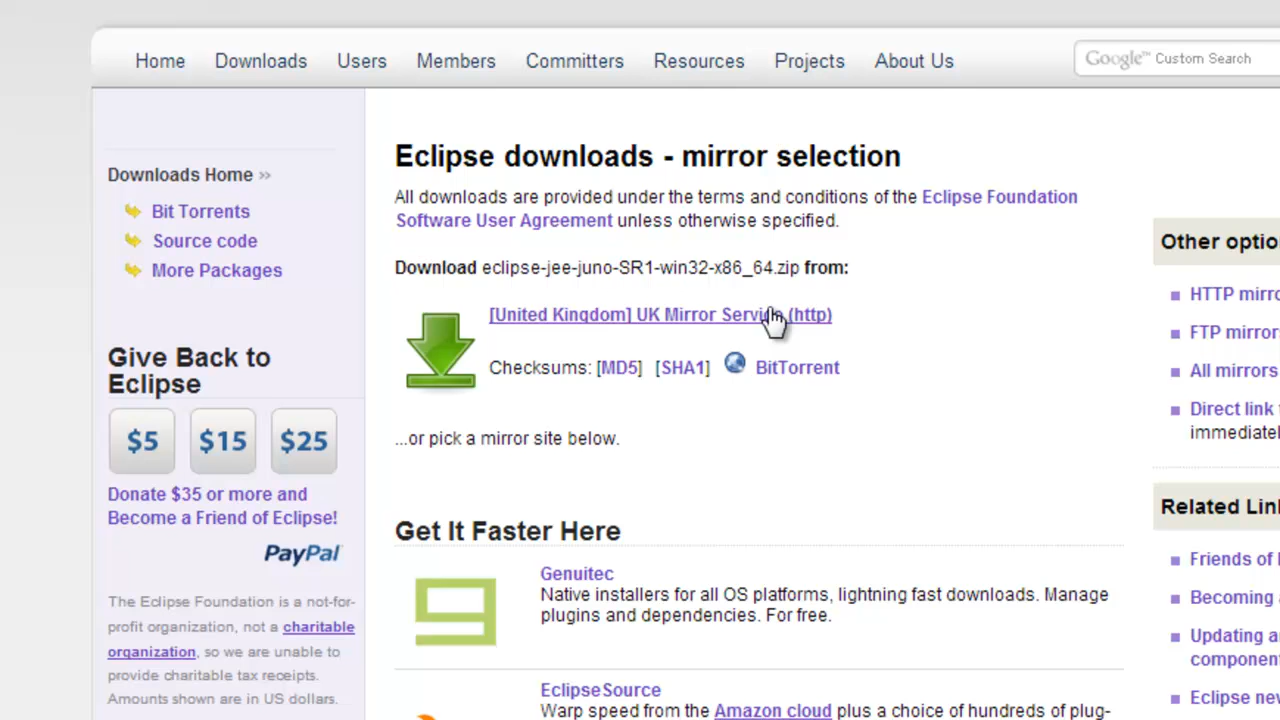 Home Downloads Users Members Committers Resources Projects About Us
Google™ Custom Search
Downloads Home »
Bit Torrents
Source code
More Packages
Give Back to
Eclipse
$5 $15 $25
Donate $35 or more and
Become a Friend of Eclipse!
PayPal
The Eclipse Foundation is a not-for-
profit organization, not a charitable
organization, so we are unable to
provide charitable tax receipts.
Amounts shown are in US dollars.
Eclipse downloads - mirror selection
All downloads are provided under the terms and conditions of the Eclipse Foundation
Software User Agreement unless otherwise specified.
Download eclipse-jee-juno-SR1-win32-x86_64.zip from:
[United Kingdom] UK Mirror Service (http)
Checksums: [MD5] [SHA1] BitTorrent
...or pick a mirror site below.
Get It Faster Here
Genuitec
Native installers for all OS platforms, lightning fast downloads. Manage
plugins and dependencies. For free.
EclipseSource
Warp speed from the Amazon cloud plus a choice of hundreds of plug-
Other optio
HTTP mirro
FTP mirrors
All mirrors
Direct link
immediatel
Related Lin
Friends of
Becoming
Updating a
component
Eclipse new